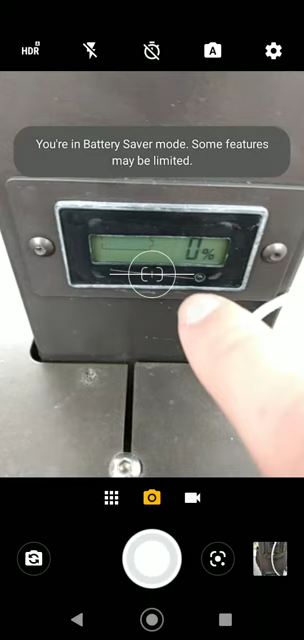 HDR A
A
You're in Battery Saver mode. Some features
may be limited.
0%